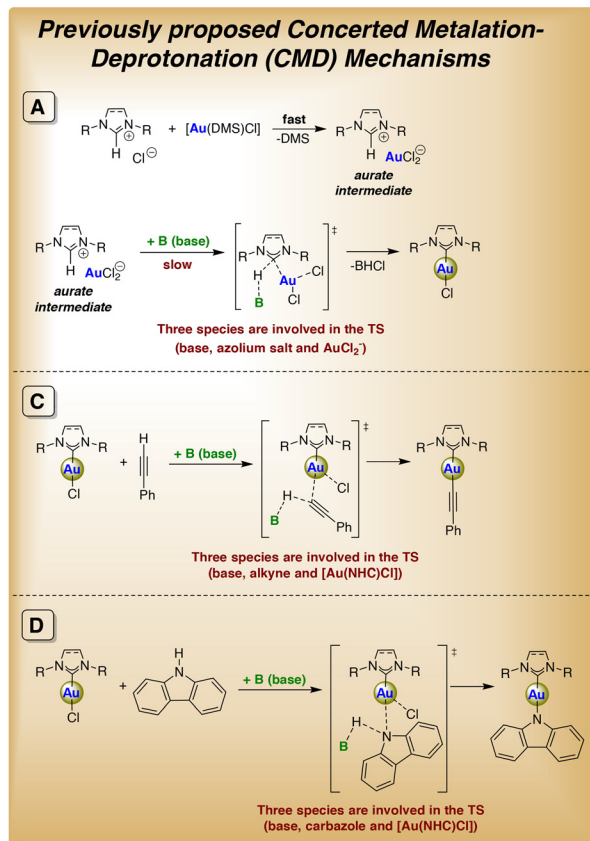 Previously proposed Concerted Metalation-
Deprotonation (CMD) Mechanisms
A
R N N R + [Au(DMS)Cl] fast R N N R
⊕ -DMS ⊕
H Cl⊖ H AuCl2⊖
aurate
intermediate
R N N R + B (base) R N N R ‡ R N N R
⊕ slow H Cl -BHCl Au
H AuCl2⊖ Au Cl
aurate B Cl
intermediate
Three species are involved in the TS
(base, azolium salt and AuCl2-)
C
R N N R H + B (base) R N N R ‡ R N N R
Au + Au Au
Cl Ph H Cl
B Ph Ph
Three species are involved in the TS
(base, alkyne and [Au(NHC)Cl])
D
R N N R H + B (base) R N N R ‡ R N N R
Au + N Au Au
Cl H Cl N
B N
Three species are involved in the TS
(base, carbazole and [Au(NHC)Cl])